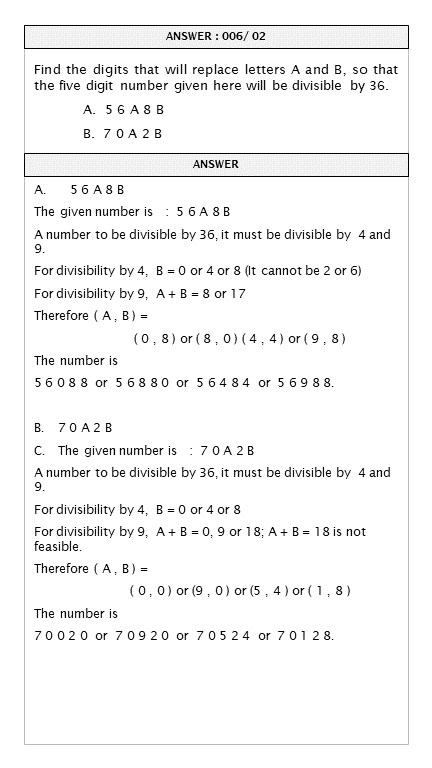 ANSWER : 006/ 02
Find the digits that will replace letters A and B, so that
the five digit number given here will be divisible by 36.
A. 5 6 A 8 B
B. 7 0 A 2 B
ANSWER
A. 5 6 A 8 B
The given number is : 5 6 A 8 B
A number to be divisible by 36, it must be divisible by 4 and
9.
For divisibility by 4, B = 0 or 4 or 8 (It cannot be 2 or 6)
For divisibility by 9, A + B = 8 or 17
Therefore ( A , B ) =
( 0 , 8 ) or ( 8 , 0 ) ( 4 , 4 ) or ( 9 , 8 )
The number is
5 6 0 8 8 or 5 6 8 8 0 or 5 6 4 8 4 or 5 6 9 8 8.
B. 7 0 A 2 B
C. The given number is : 7 0 A 2 B
A number to be divisible by 36, it must be divisible by 4 and
9.
For divisibility by 4, B = 0 or 4 or 8
For divisibility by 9, A + B = 0, 9 or 18; A + B = 18 is not
feasible.
Therefore ( A , B ) =
( 0 , 0 ) or (9 , 0 ) or (5 , 4 ) or ( 1 , 8 )
The number is
7 0 0 2 0 or 7 0 9 2 0 or 7 0 5 2 4 or 7 0 1 2 8.